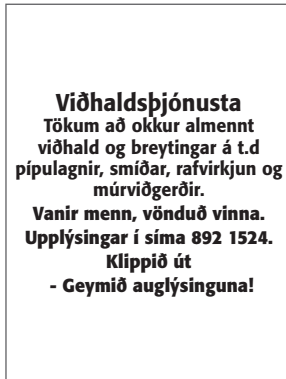 Viðhaldsþjónusta
Tökum að okkur almennt
viðhald og breytingar á t.d
pípulagnir, smíðar, rafvirkjun og
múrviðgerðir.
Vanir menn, vönduð vinna.
Upplýsingar í síma 892 1524.
Klippið út
- Geymið auglýsinguna!